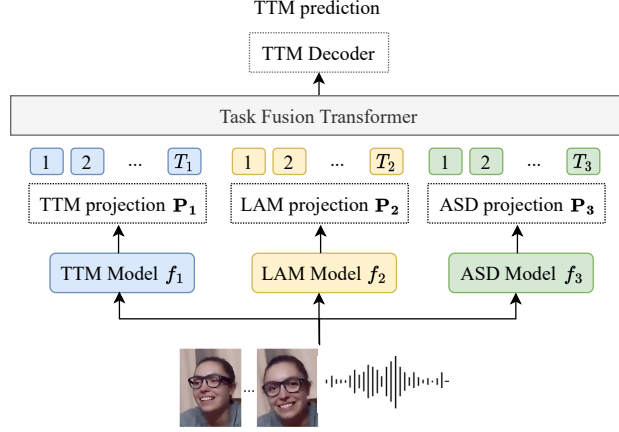 TTM prediction
TTM Decoder
Task Fusion Transformer
1 2 ... T₁ 1 2 ... T₂ 1 2 ... T₃
TTM projection P₁ LAM projection P₂ ASD projection P₃
TTM Model f₁ LAM Model f₂ ASD Model f₃
...